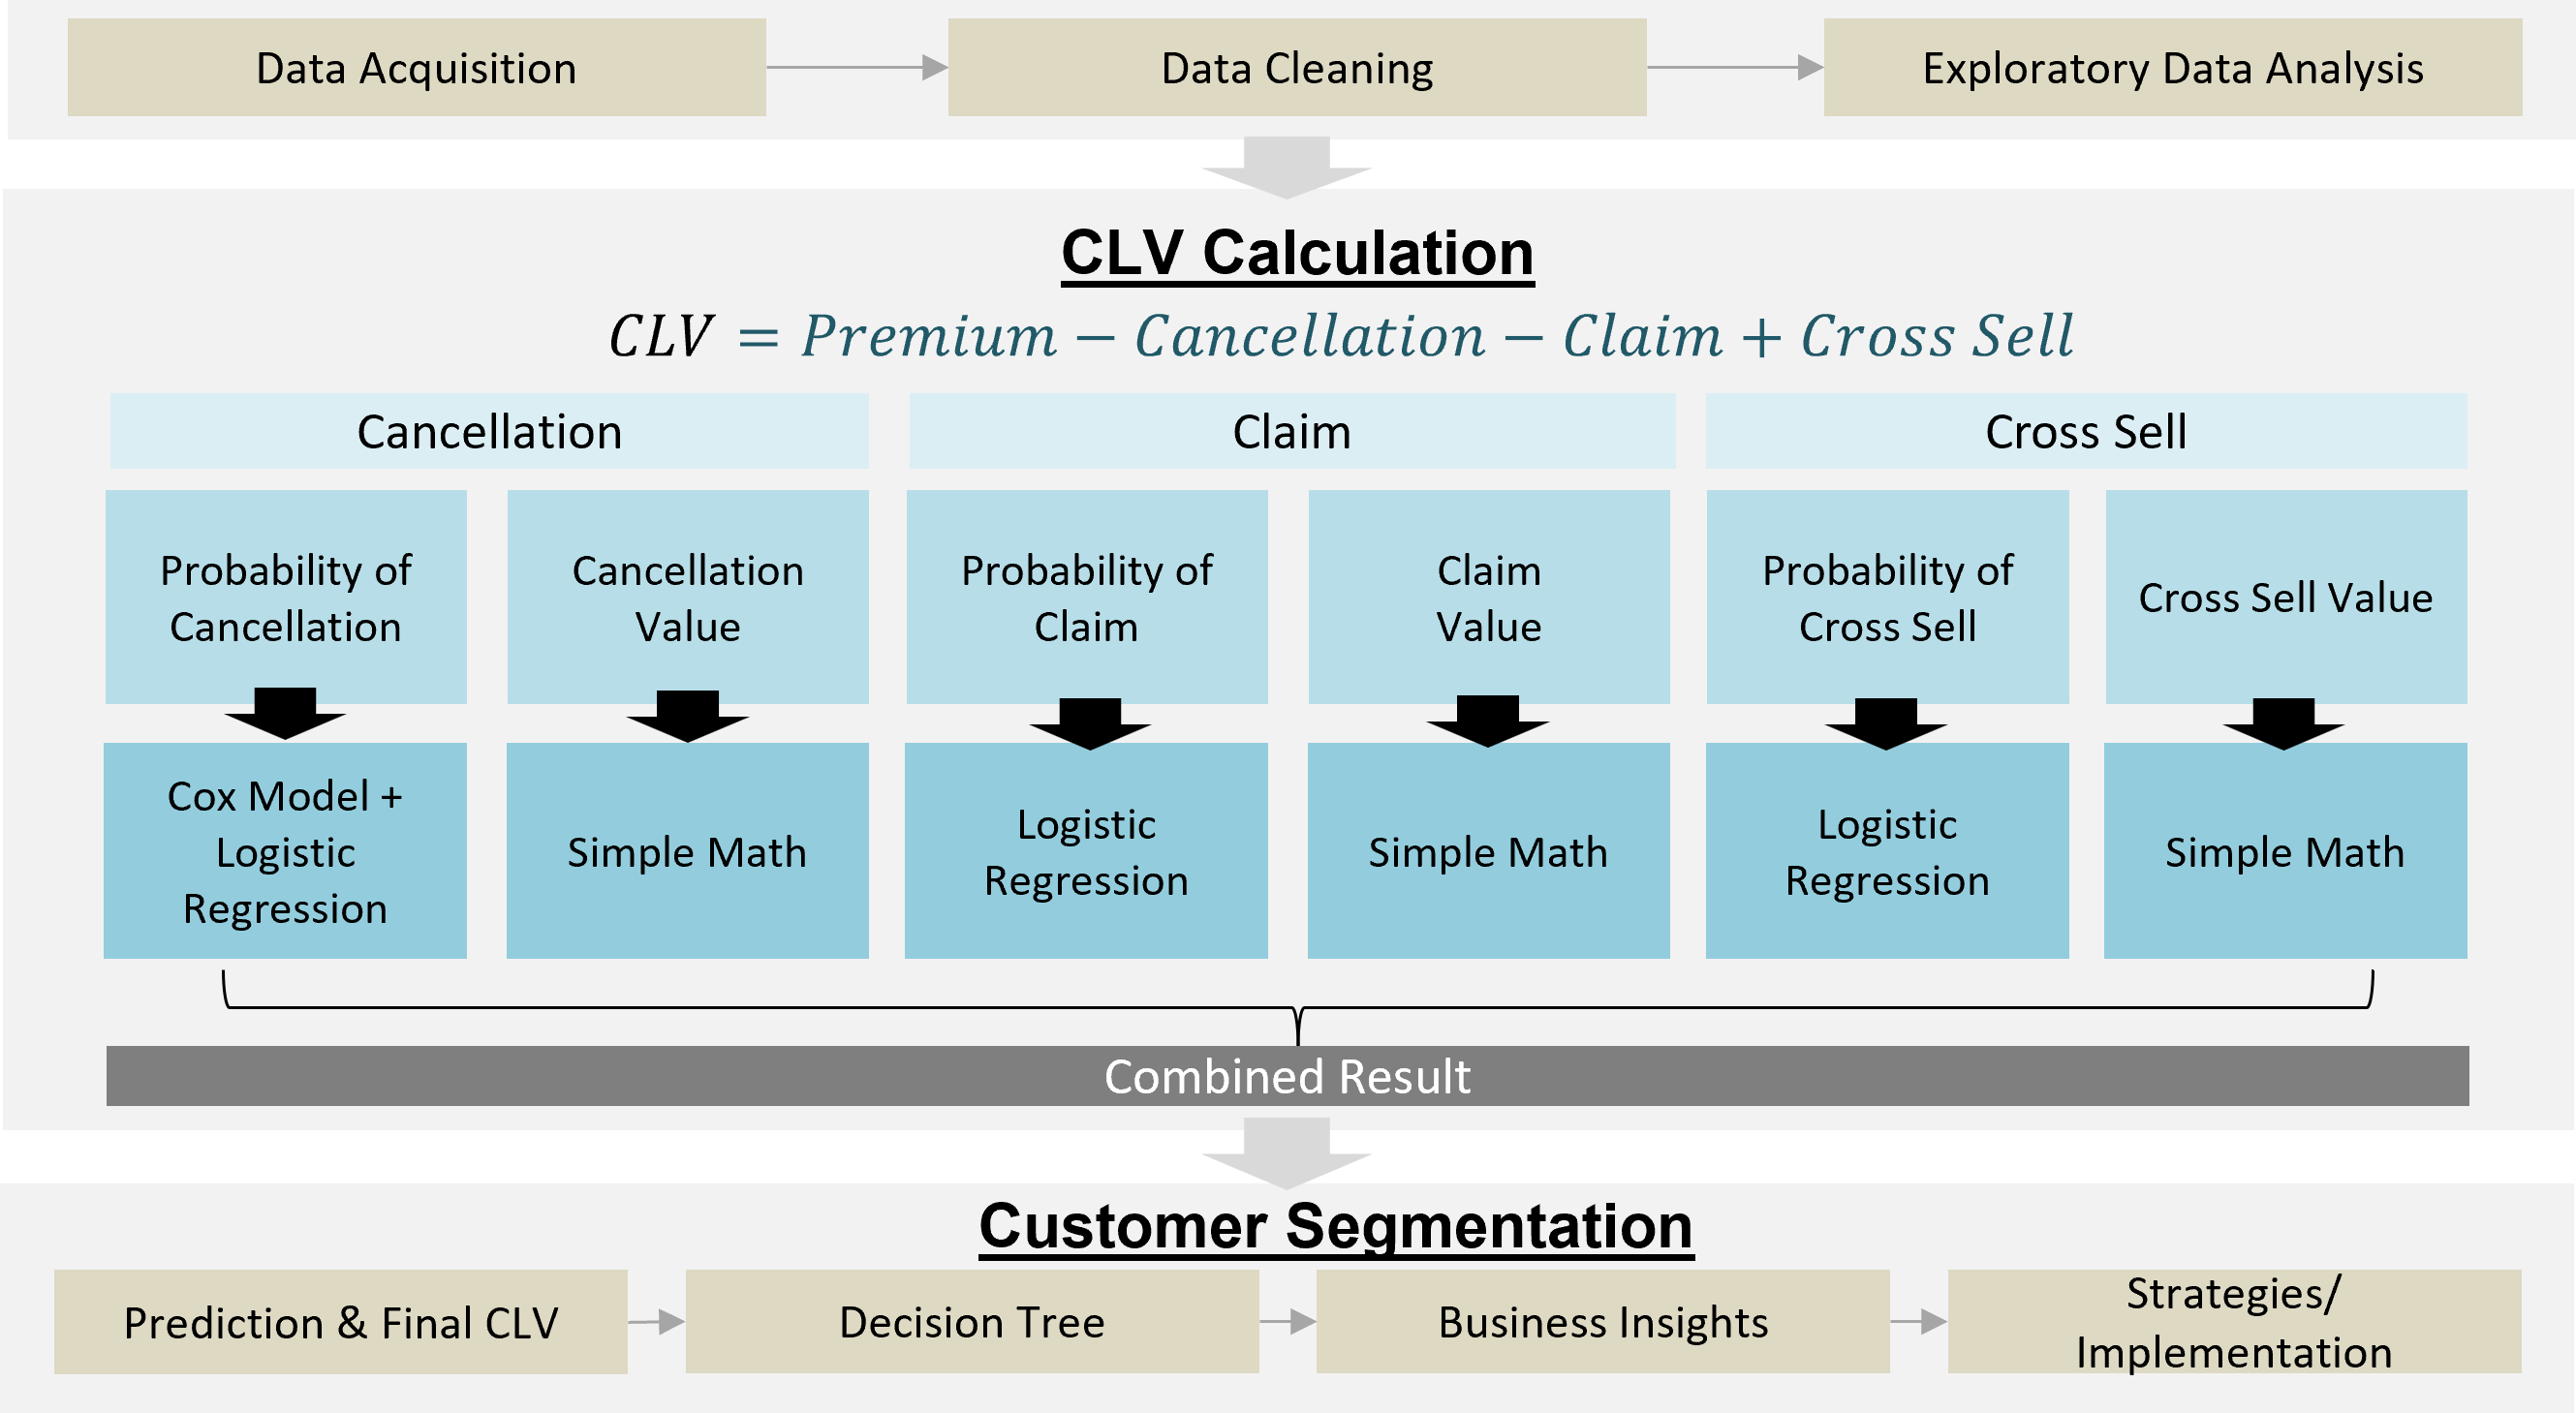 Data Acquisition
Data Cleaning
Exploratory Data Analysis
CLV Calculation
CLV = Premium − Cancellation − Claim + Cross Sell
Cancellation
Claim
Cross Sell
Probability of
Cancellation
Cancellation
Value
Probability of
Claim
Claim
Value
Probability of
Cross Sell
Cross Sell Value
Cox Model +
Logistic
Regression
Simple Math
Logistic
Regression
Simple Math
Logistic
Regression
Simple Math
Combined Result
Customer Segmentation
Prediction & Final CLV
Decision Tree
Business Insights
Strategies/
Implementation